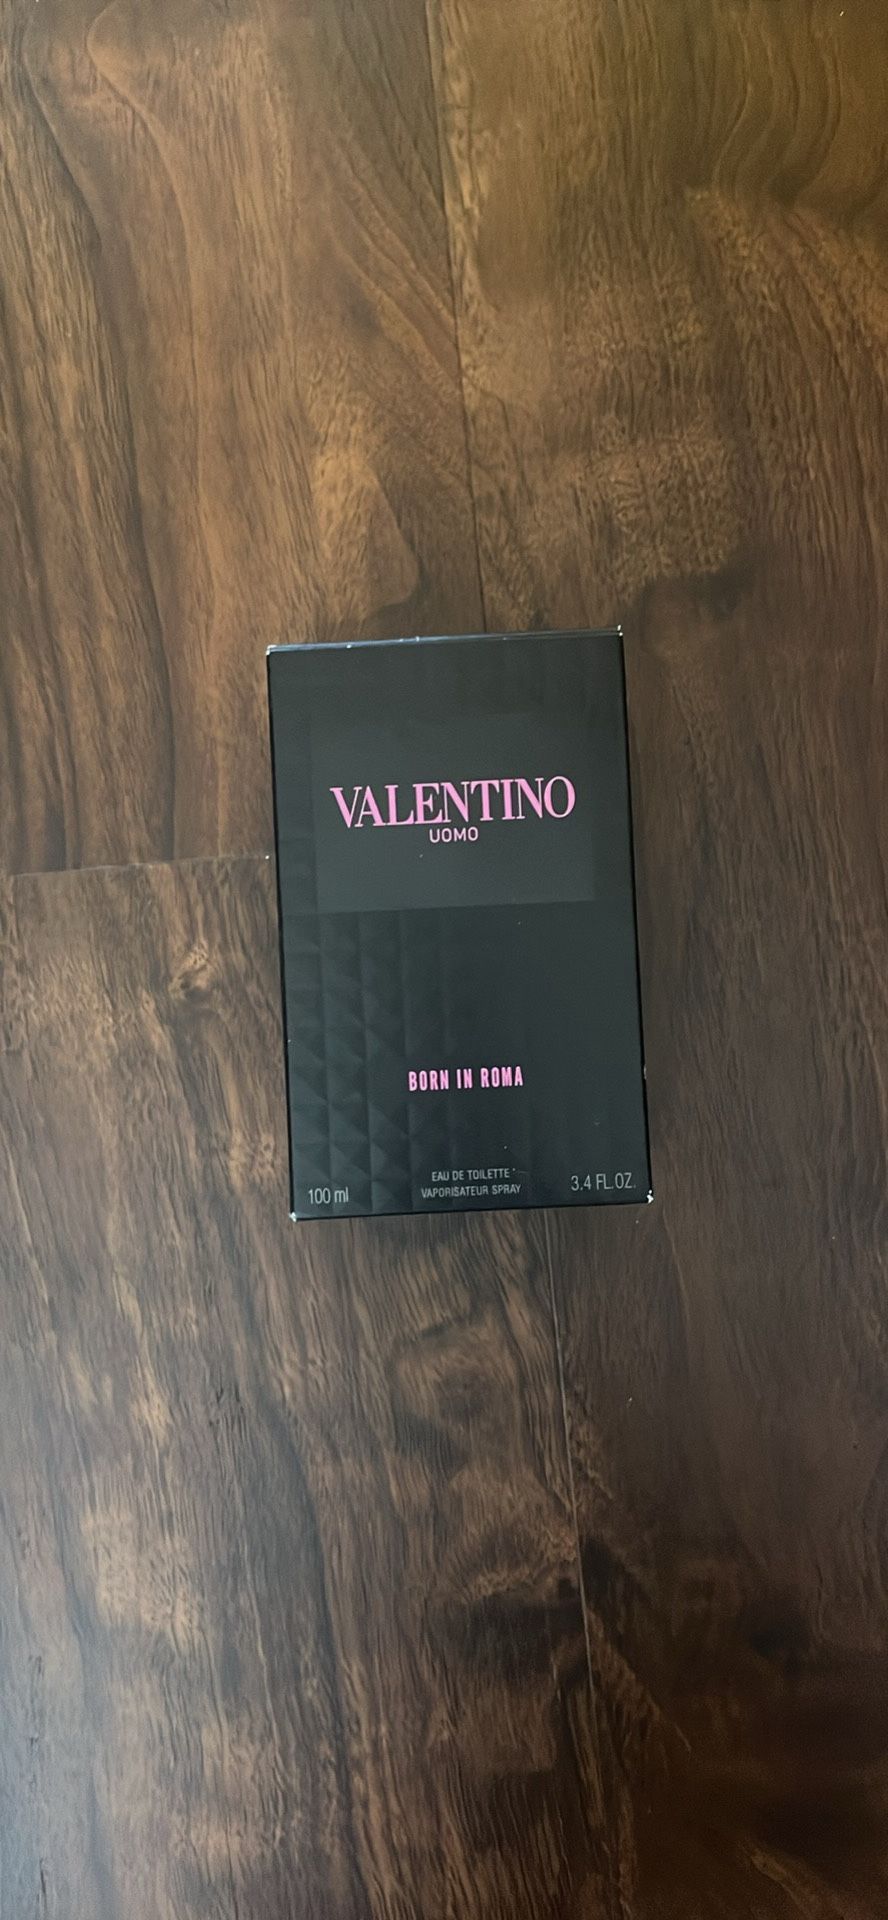 VALENTINO
UOMO
BORN IN ROMA
EAU DE TOILETTE
100 ml VAPORISATEUR SPRAY 3.4 FL.OZ.